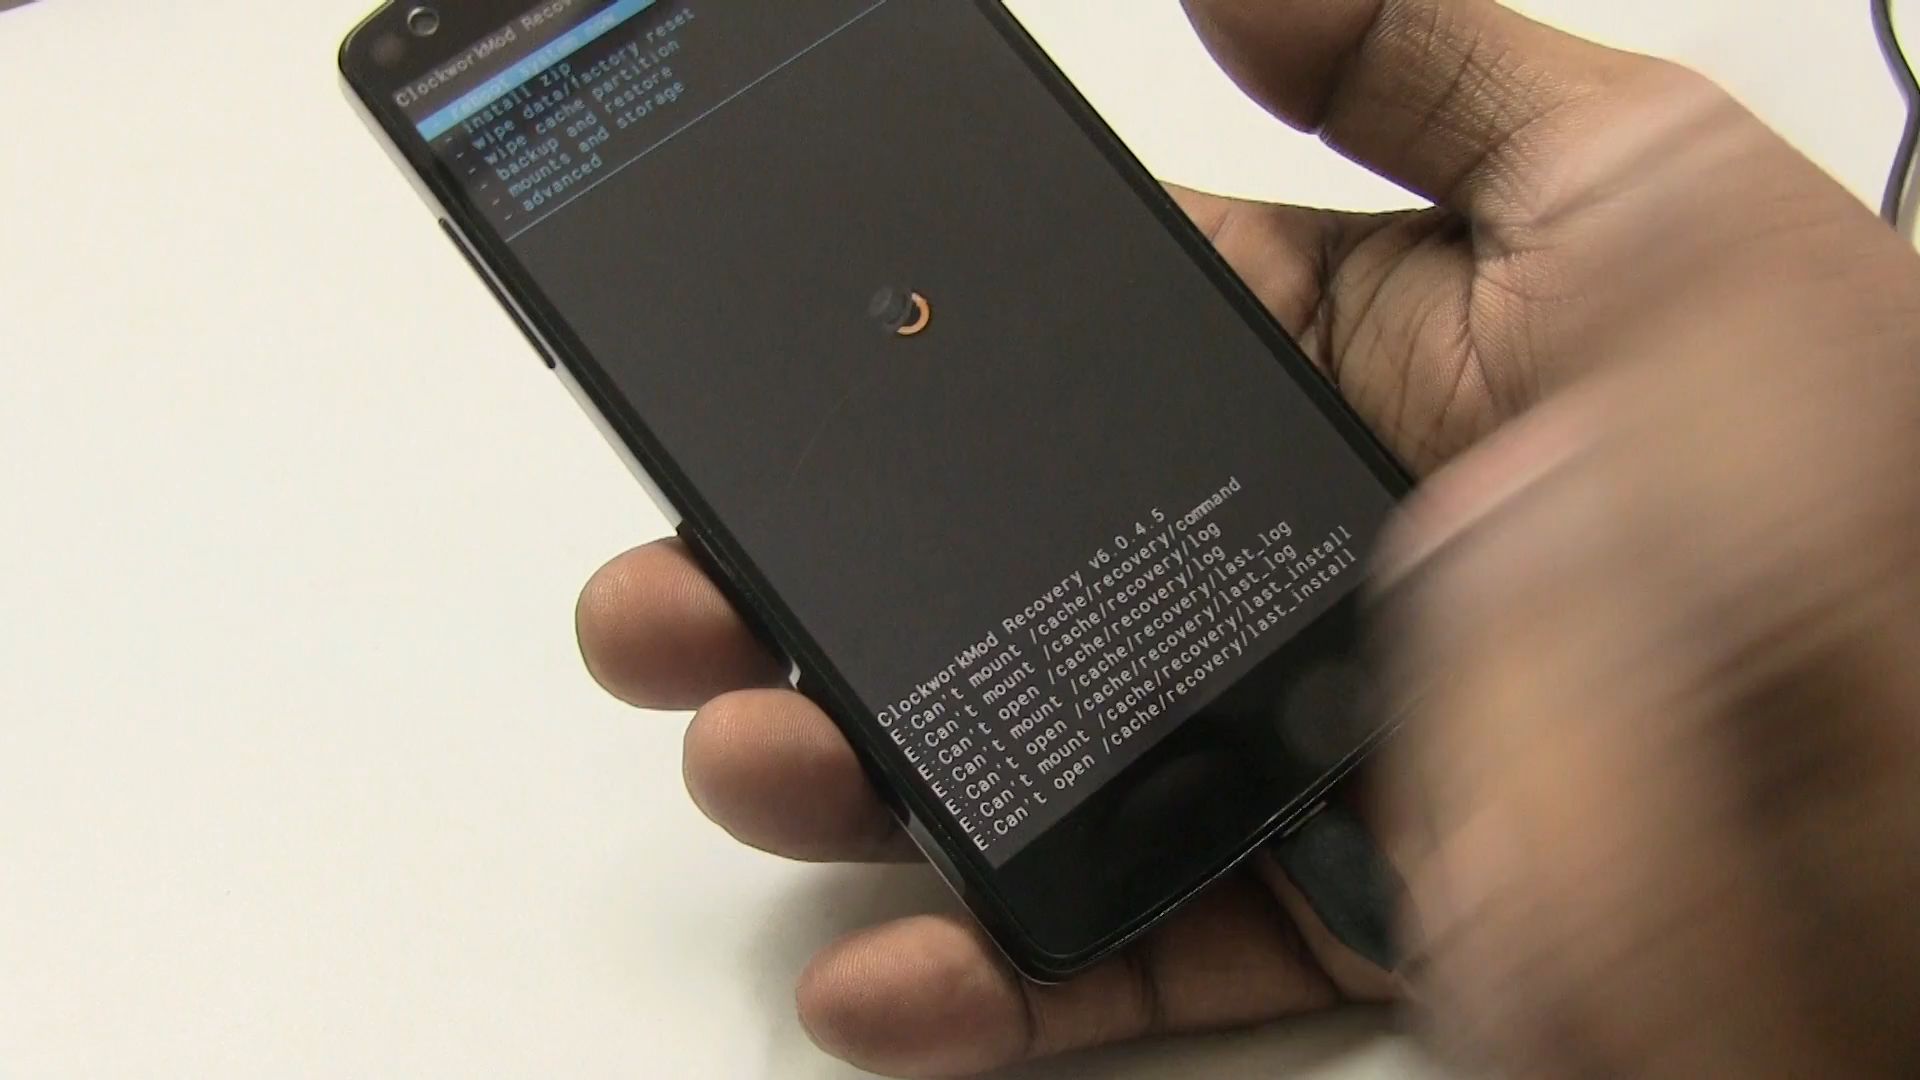 ClockworkMod Recov
- reboot system now
- install zip
- wipe data/factory reset
- wipe cache partition
- backup and restore
- mounts and storage
- advanced
ClockworkMod Recovery v6.0.4.5
E:Can't mount /cache/recovery/command
E:Can't mount /cache/recovery/log
E:Can't open /cache/recovery/log
E:Can't mount /cache/recovery/last_log
E:Can't open /cache/recovery/last_log
E:Can't mount /cache/recovery/last_install
E:Can't open /cache/recovery/last_install